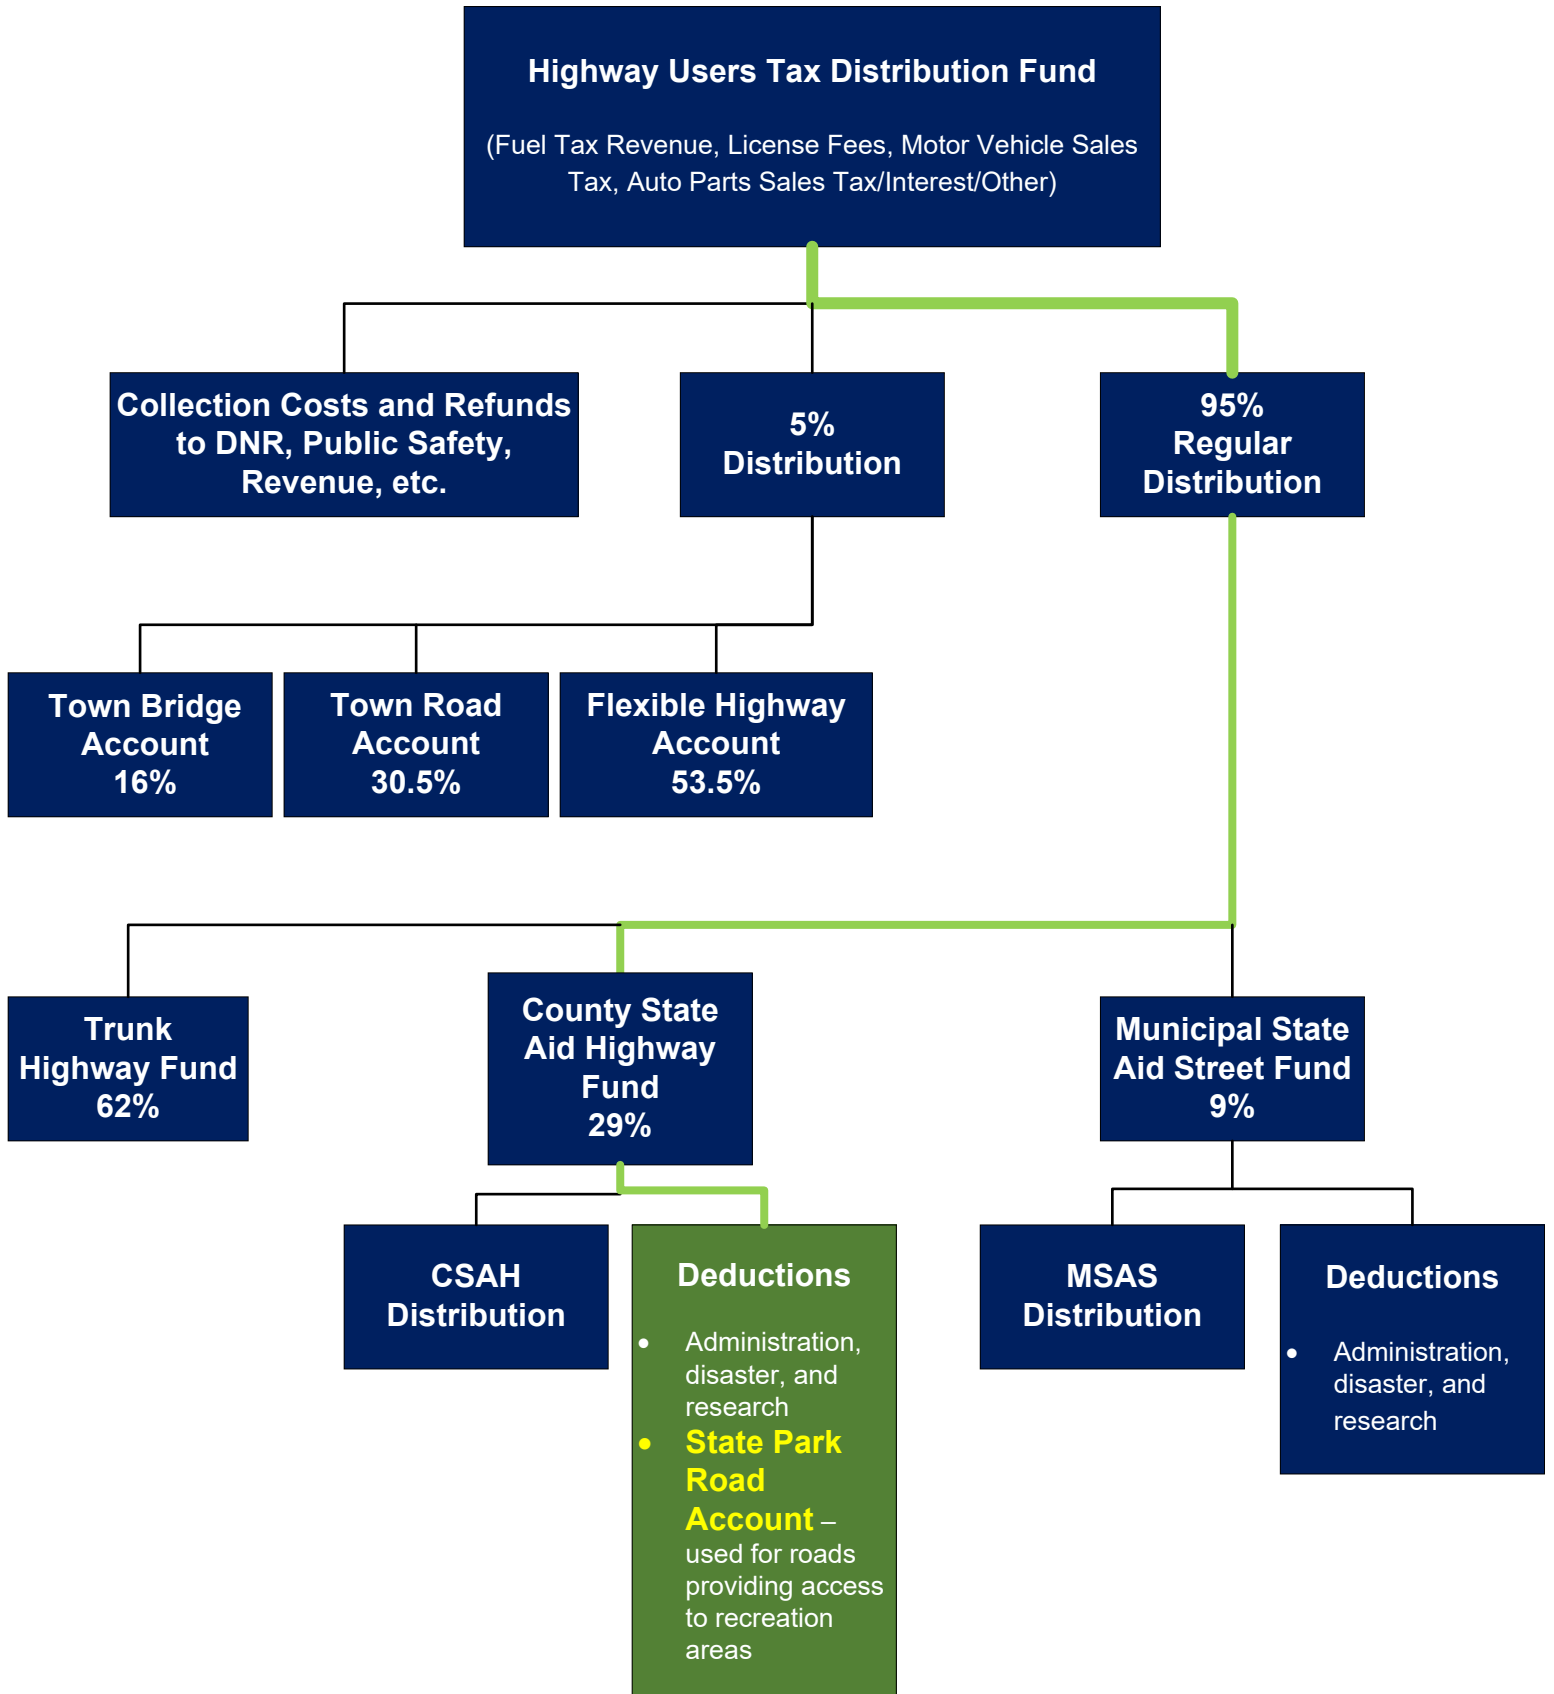 Highway Users Tax Distribution Fund
(Fuel Tax Revenue, License Fees, Motor Vehicle Sales
Tax, Auto Parts Sales Tax/Interest/Other)
Collection Costs and Refunds
to DNR, Public Safety,
Revenue, etc.
5%
Distribution
95%
Regular
Distribution
Town Bridge
Account
16%
Town Road
Account
30.5%
Flexible Highway
Account
53.5%
Trunk
Highway Fund
62%
County State
Aid Highway
Fund
29%
Municipal State
Aid Street Fund
9%
CSAH
Distribution
Deductions
• Administration,
disaster, and
research
• State Park
Road
Account –
used for roads
providing access
to recreation
areas
MSAS
Distribution
Deductions
• Administration,
disaster, and
research